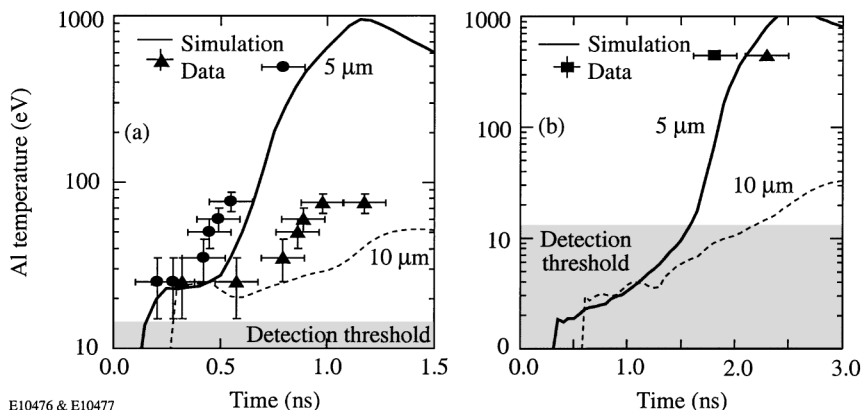 1000
Simulation
Data
5 μm
(a)
100
10 μm
Detection threshold
10
0.0
0.5
1.0
1.5
Al temperature (eV)
Time (ns)
1000
Simulation
Data
(b)
5 μm
100
10 μm
10
Detection
threshold
0
0.0
1.0
2.0
3.0
Time (ns)
E10476 & E10477